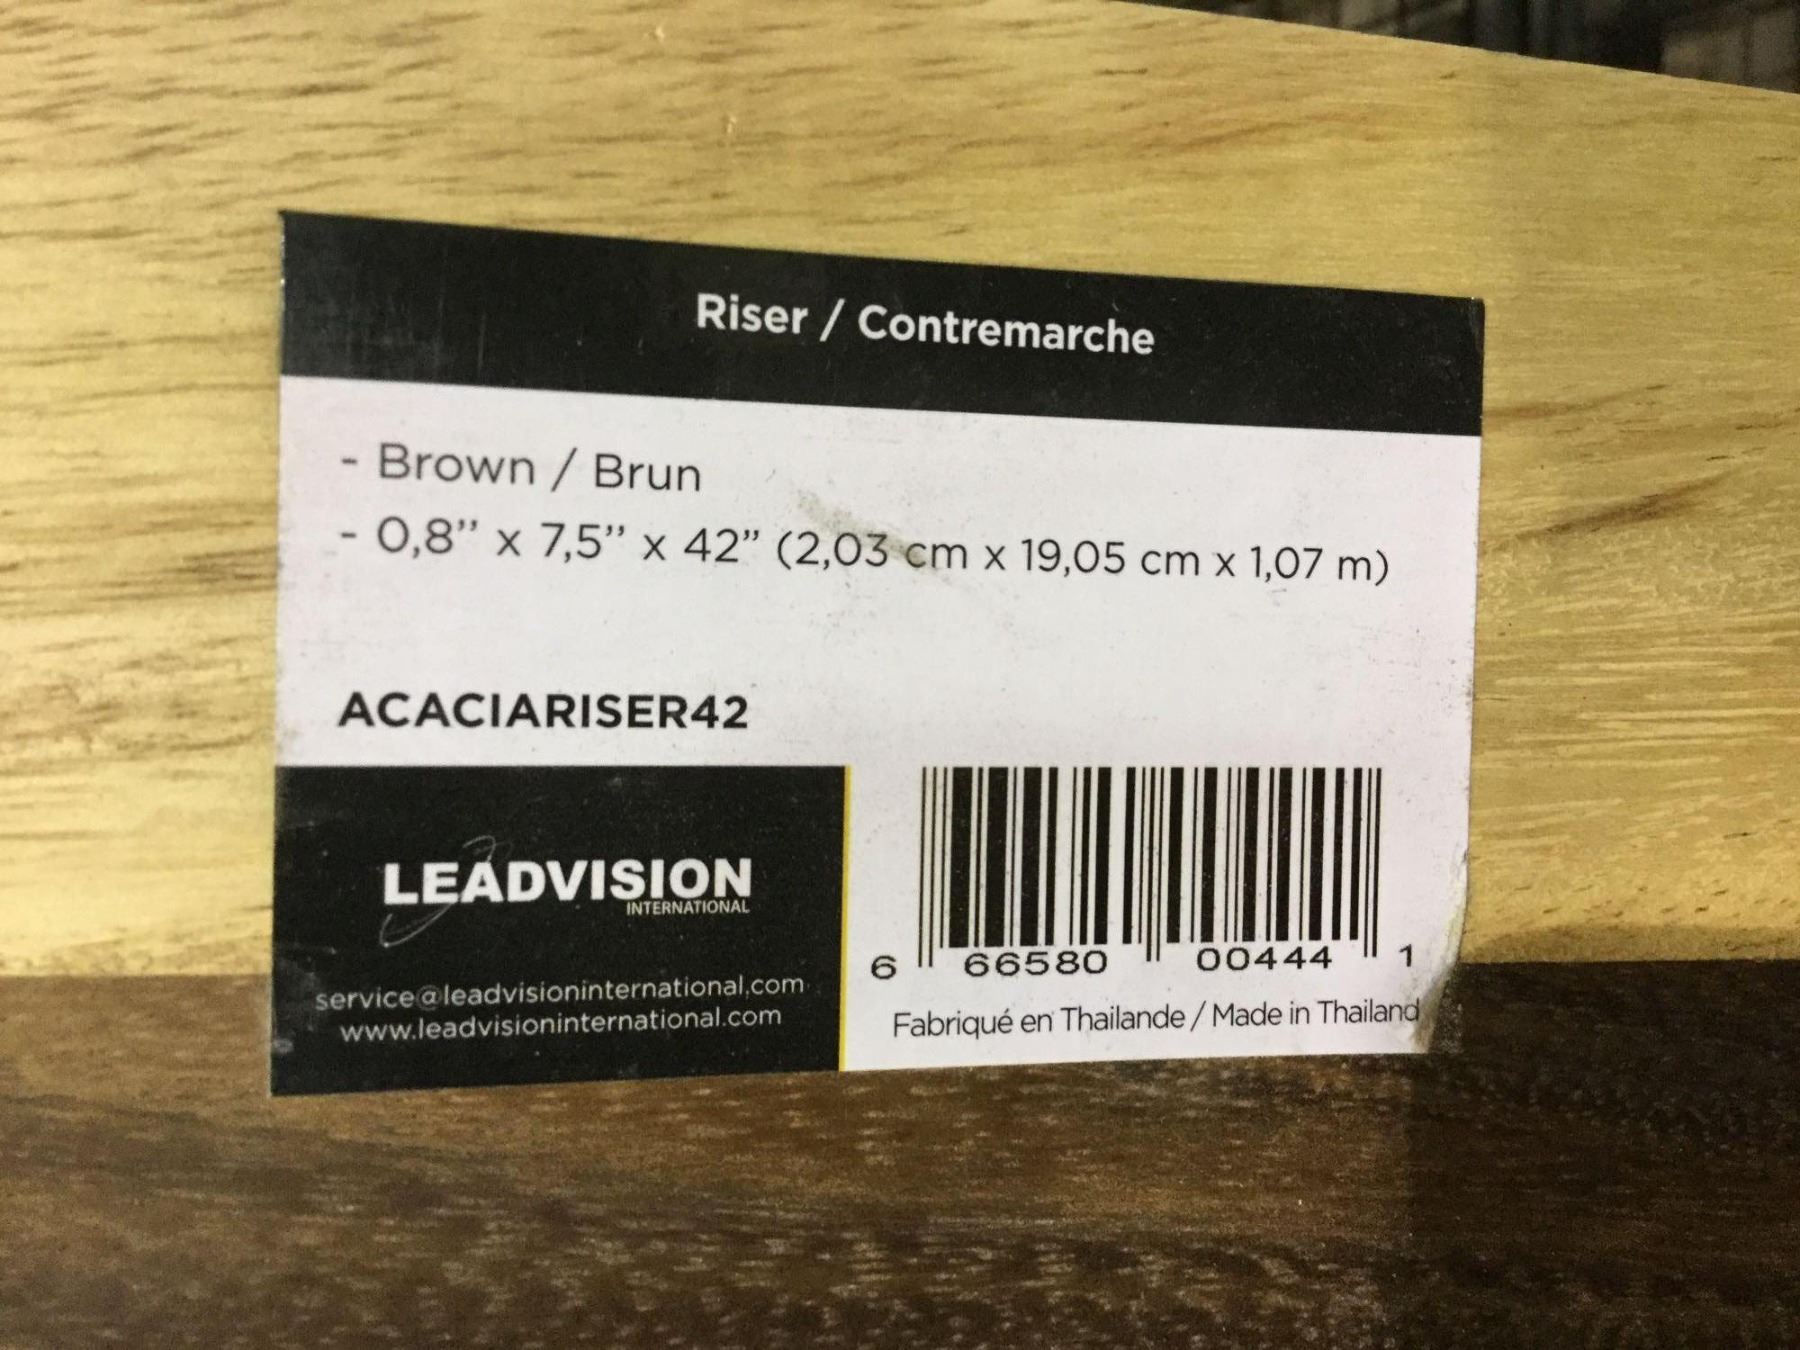 Riser / Contremarche
- Brown / Brun
- 0,8” x 7,5” x 42” (2,03 cm x 19,05 cm x 1,07 m)
ACACIARISER42
LEADVISION
INTERNATIONAL
service@leadvisioninternational,com
www.leadvisioninternational.com
6 66580 00444 1
Fabriqué en Thailande / Made in Thailand